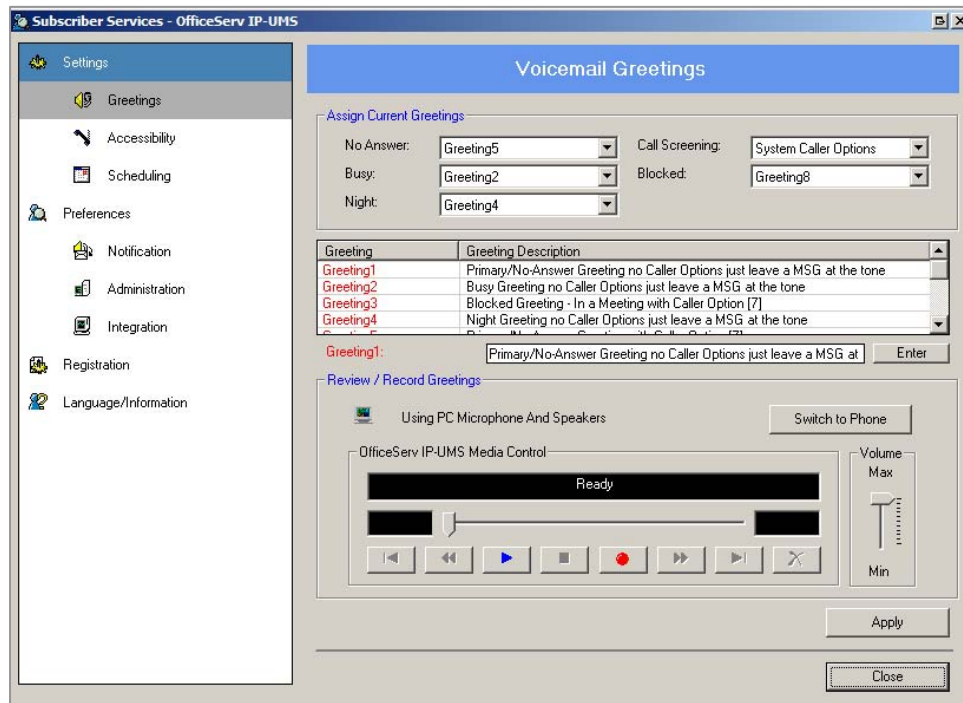 Subscriber Services - OfficeServ IP-UMS
Settings
Greetings
Accessibility
Scheduling
Preferences
Notification
Administration
Integration
Registration
Language/Information
Voicemail Greetings
Assign Current Greetings
No Answer: Greeting5 Call Screening: System Caller Options
Busy: Greeting2 Blocked: Greeting8
Night: Greeting4
Greeting Greeting Description
Greeting1 Primary/No-Answer Greeting no Caller Options just leave a MSG at the tone
Greeting2 Busy Greeting no Caller Options just leave a MSG at the tone
Greeting3 Blocked Greeting - In a Meeting with Caller Option [7]
Greeting4 Night Greeting no Caller Options just leave a MSG at the tone
Greeting1: Primary/No-Answer Greeting no Caller Options just leave a MSG at Enter
Review / Record Greetings
Using PC Microphone And Speakers Switch to Phone
OfficeServ IP-UMS Media Control
Volume
Ready
Max
Min
Apply
Close